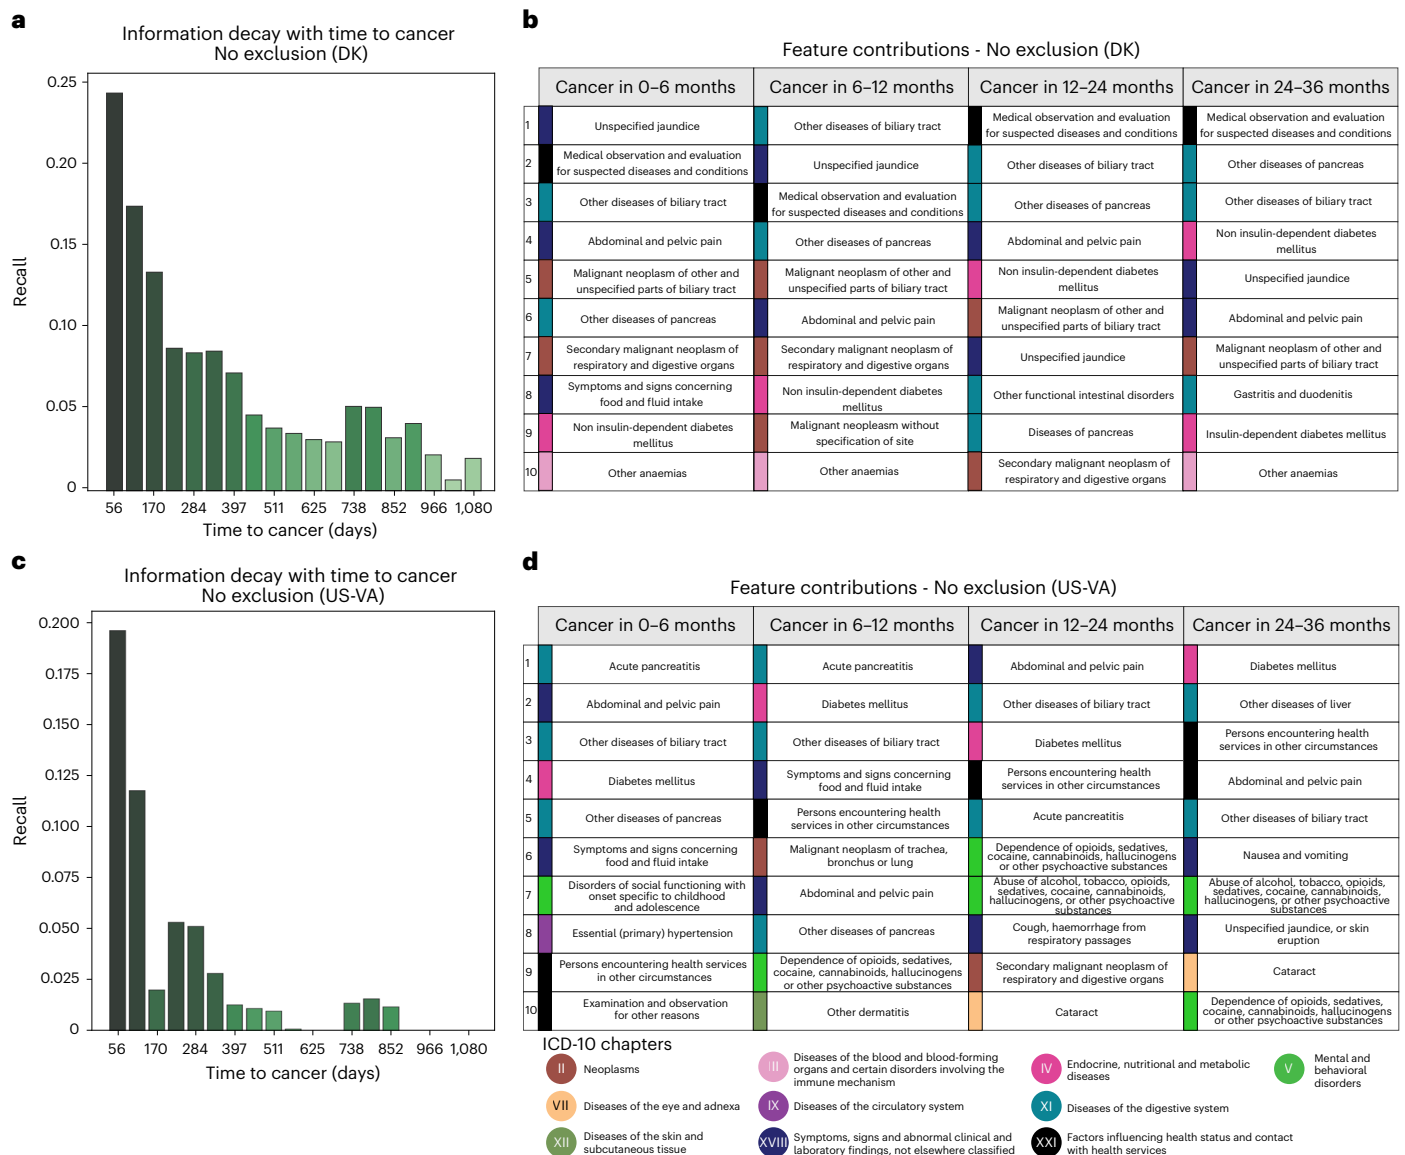 a
Information decay with time to cancer
No exclusion (DK)
Recall
0.25
0.20
0.15
0.10
0.05
0
56 170 284 397 511 625 738 852 966 1,080
Time to cancer (days)
b
Feature contributions - No exclusion (DK)
Cancer in 0–6 months Cancer in 6–12 months Cancer in 12–24 months Cancer in 24–36 months
1
Unspecified jaundice
Other diseases of biliary tract
Medical observation and evaluation
for suspected diseases and conditions
Medical observation and evaluation
for suspected diseases and conditions
2
Medical observation and evaluation
for suspected diseases and conditions
Unspecified jaundice
Other diseases of biliary tract
Other diseases of pancreas
3
Other diseases of biliary tract
Medical observation and evaluation
for suspected diseases and conditions
Other diseases of pancreas
Other diseases of biliary tract
4
Abdominal and pelvic pain
Other diseases of pancreas
Abdominal and pelvic pain
Non insulin-dependent diabetes
mellitus
5
Malignant neoplasm of other and
unspecified parts of biliary tract
Malignant neoplasm of other and
unspecified parts of biliary tract
Non insulin-dependent diabetes
mellitus
Unspecified jaundice
6
Other diseases of pancreas
Abdominal and pelvic pain
Malignant neoplasm of other and
unspecified parts of biliary tract
Abdominal and pelvic pain
7
Secondary malignant neoplasm of
respiratory and digestive organs
Secondary malignant neoplasm of
respiratory and digestive organs
Unspecified jaundice
Malignant neoplasm of other and
unspecified parts of biliary tract
8
Symptoms and signs concerning
food and fluid intake
Non insulin-dependent diabetes
mellitus
Other functional intestinal disorders
Gastritis and duodenitis
9
Non insulin-dependent diabetes
mellitus
Malignant neopleasm without
specification of site
Diseases of pancreas
Insulin-dependent diabetes mellitus
10
Other anaemias
Other anaemias
Secondary malignant neoplasm of
respiratory and digestive organs
Other anaemias
c
Information decay with time to cancer
No exclusion (US-VA)
Recall
0.200
0.175
0.150
0.125
0.100
0.075
0.050
0.025
0
56 170 284 397 511 625 738 852 966 1,080
Time to cancer (days)
d
Feature contributions - No exclusion (US-VA)
Cancer in 0–6 months Cancer in 6–12 months Cancer in 12–24 months Cancer in 24–36 months
1
Acute pancreatitis
Acute pancreatitis
Abdominal and pelvic pain
Diabetes mellitus
2
Abdominal and pelvic pain
Diabetes mellitus
Other diseases of biliary tract
Other diseases of liver
3
Other diseases of biliary tract
Other diseases of biliary tract
Diabetes mellitus
Persons encountering health
services in other circumstances
4
Diabetes mellitus
Symptoms and signs concerning
food and fluid intake
Persons encountering health
services in other circumstances
Abdominal and pelvic pain
5
Other diseases of pancreas
Persons encountering health
services in other circumstances
Acute pancreatitis
Other diseases of biliary tract
6
Symptoms and signs concerning
food and fluid intake
Malignant neoplasm of trachea,
bronchus or lung
Dependence of opioids, sedatives,
cocaine, cannabinoids, hallucinogens
or other psychoactive substances
Nausea and vomiting
7
Disorders of social functioning with
onset specific to childhood
and adolescence
Abdominal and pelvic pain
Abuse of alcohol, tobacco, opioids,
sedatives, cocaine, cannabinoids,
hallucinogens, or other psychoactive
substances
Abuse of alcohol, tobacco, opioids,
sedatives, cocaine, cannabinoids,
hallucinogens, or other psychoactive
substances
8
Essential (primary) hypertension
Other diseases of pancreas
Cough, haemorrhage from
respiratory passages
Unspecified jaundice, or skin
eruption
9
Persons encountering health services
in other circumstances
Dependence of opioids, sedatives,
cocaine, cannabinoids, hallucinogens
or other psychoactive substances
Secondary malignant neoplasm of
respiratory and digestive organs
Cataract
10
Examination and observation
for other reasons
Other dermatitis
Cataract
Dependence of opioids, sedatives,
cocaine, cannabinoids, hallucinogens
or other psychoactive substances
ICD-10 chapters
II Neoplasms
III Diseases of the blood and blood-forming
organs and certain disorders involving the
immune mechanism
IV Endocrine, nutritional and metabolic
diseases
V Mental and
behavioral
disorders
VII Diseases of the eye and adnexa
IX Diseases of the circulatory system
XI Diseases of the digestive system
XII Diseases of the skin and
subcutaneous tissue
XVIII Symptoms, signs and abnormal clinical and
laboratory findings, not elsewhere classified
XXI Factors influencing health status and contact
with health services